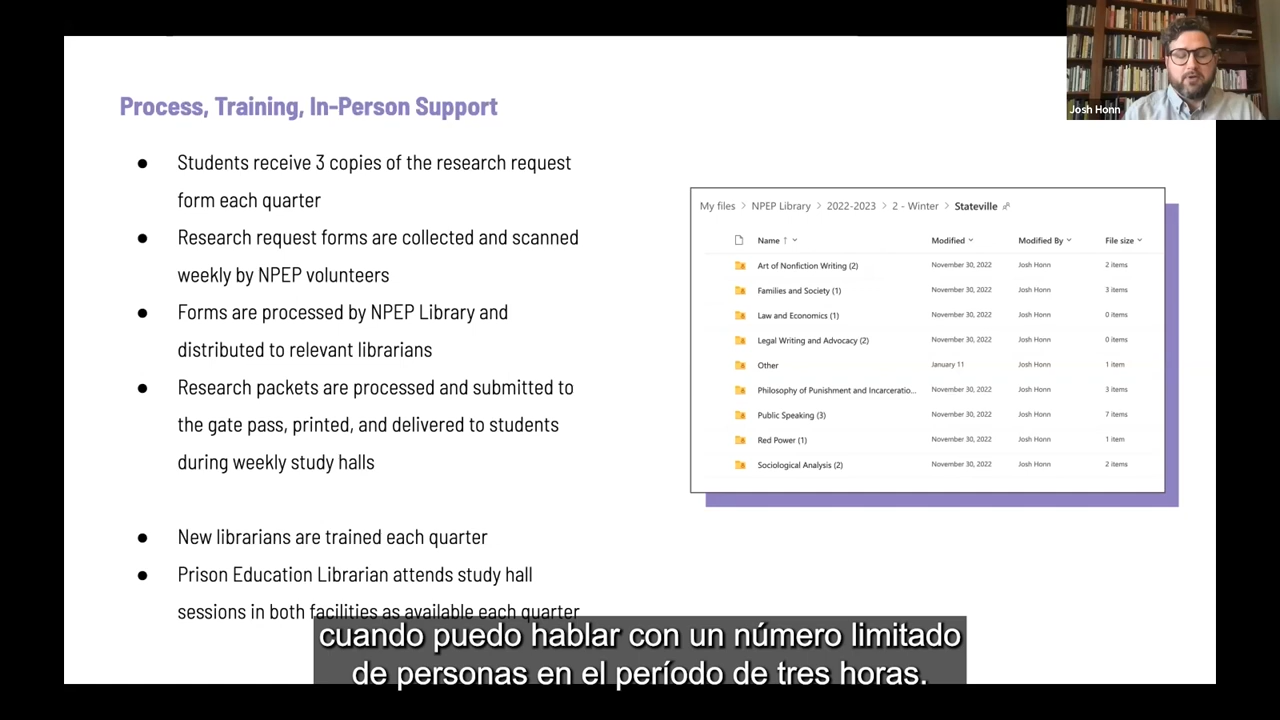 Josh Honn
Process, Training, In-Person Support
● Students receive 3 copies of the research request
form each quarter
● Research request forms are collected and scanned
weekly by NPEP volunteers
● Forms are processed by NPEP Library and
distributed to relevant librarians
● Research packets are processed and submitted to
the gate pass, printed, and delivered to students
during weekly study halls
● New librarians are trained each quarter
● Prison Education Librarian attends study hall
sessions in both facilities as available each quarter
My files > NPEP Library > 2022-2023 > 2 - Winter > Stateville
Name ↑ Modified Modified By File size
Art of Nonfiction Writing (2) November 30, 2022 Josh Honn 2 items
Families and Society (1) November 30, 2022 Josh Honn 3 items
Law and Economics (1) November 30, 2022 Josh Honn 0 items
Legal Writing and Advocacy (2) November 30, 2022 Josh Honn 0 items
Other January 11 Josh Honn 1 item
Philosophy of Punishment and Incarceratio... November 30, 2022 Josh Honn 3 items
Public Speaking (3) November 30, 2022 Josh Honn 7 items
Red Power (1) November 30, 2022 Josh Honn 1 item
Sociological Analysis (2) November 30, 2022 Josh Honn 2 items
cuando puedo hablar con un número limitado
de personas en el período de tres horas.